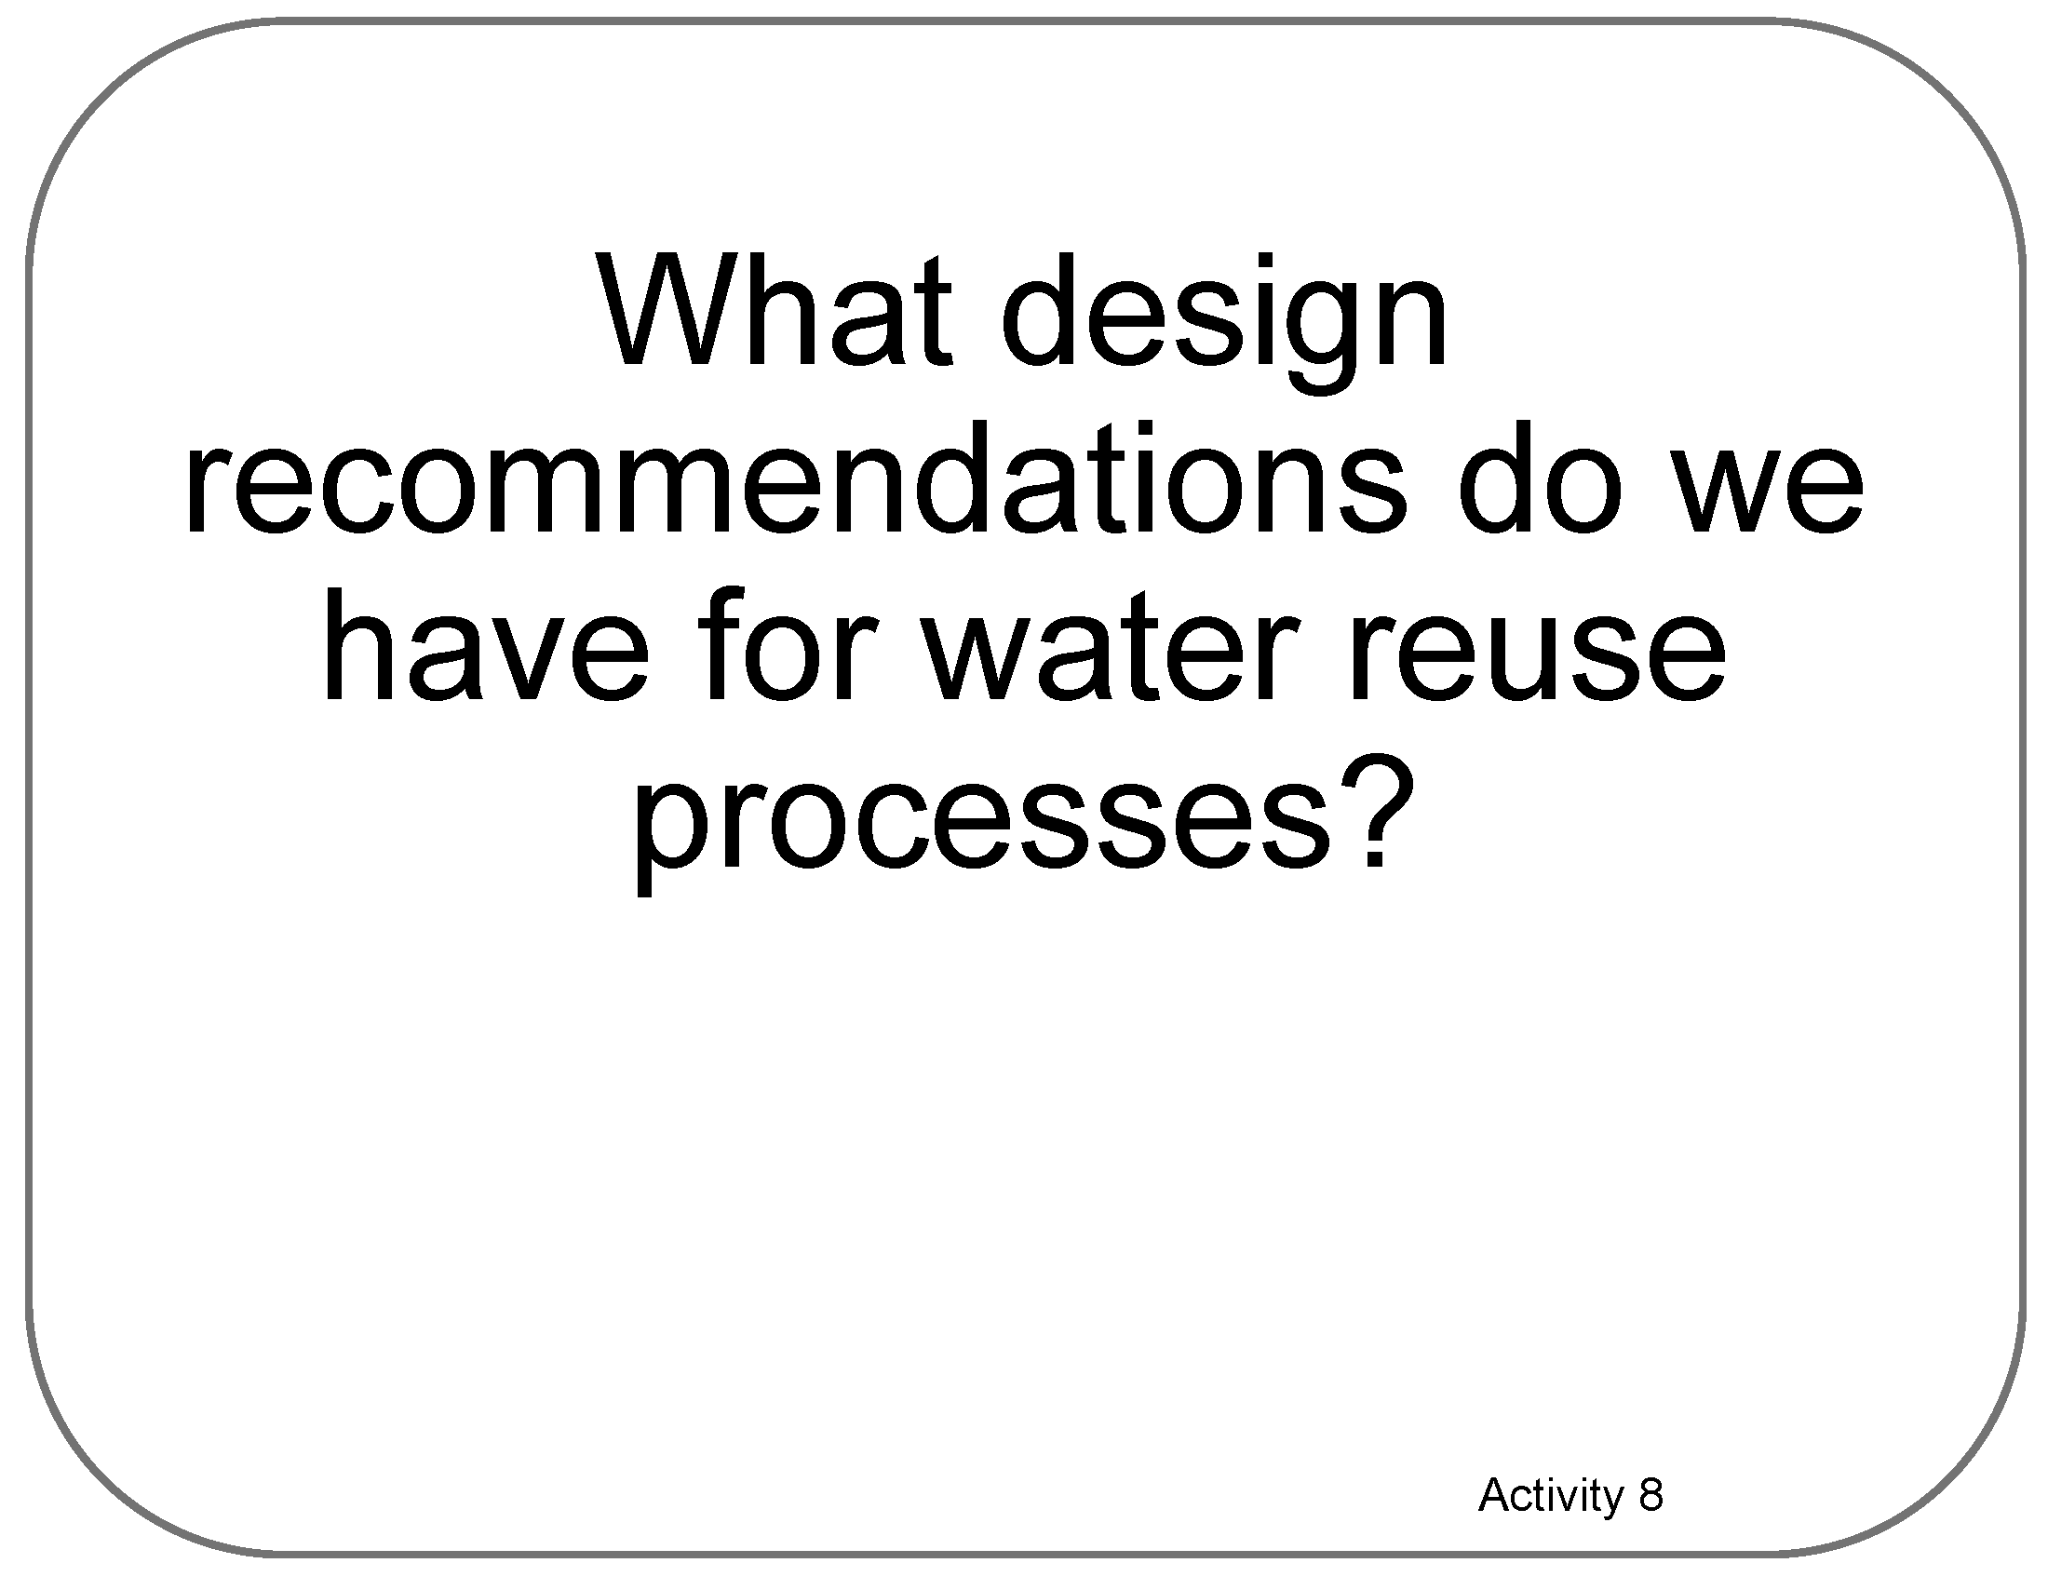 What design
recommendations do we
have for water reuse
processes?
Activity 8